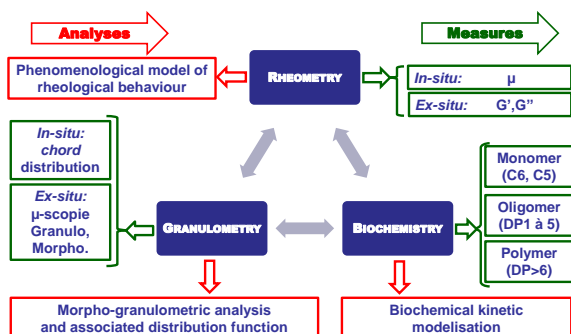 Analyses
Measures
Phenomenological model of
rheological behaviour
RHEOMETRY
In-situ: µ
Ex-situ: G’,G”
In-situ:
chord
distribution
Ex-situ:
µ-scopie
Granulo,
Morpho.
GRANULOMETRY
BIOCHEMISTRY
Monomer
(C6, C5)
Oligomer
(DP1 à 5)
Polymer
(DP>6)
Morpho-granulometric analysis
and associated distribution function
Biochemical kinetic
modelisation